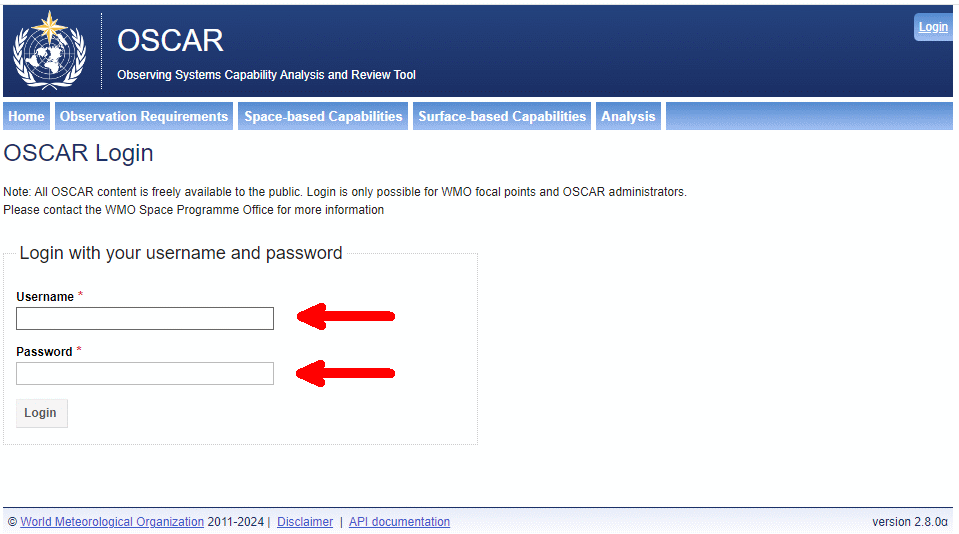 Login
OSCAR
Observing Systems Capability Analysis and Review Tool
Home Observation Requirements Space-based Capabilities Surface-based Capabilities Analysis
OSCAR Login
Note: All OSCAR content is freely available to the public. Login is only possible for WMO focal points and OSCAR administrators.
Please contact the WMO Space Programme Office for more information
Login with your username and password
Username *
Password *
Login
© World Meteorological Organization 2011-2024 | Disclaimer | API documentation version 2.8.0α